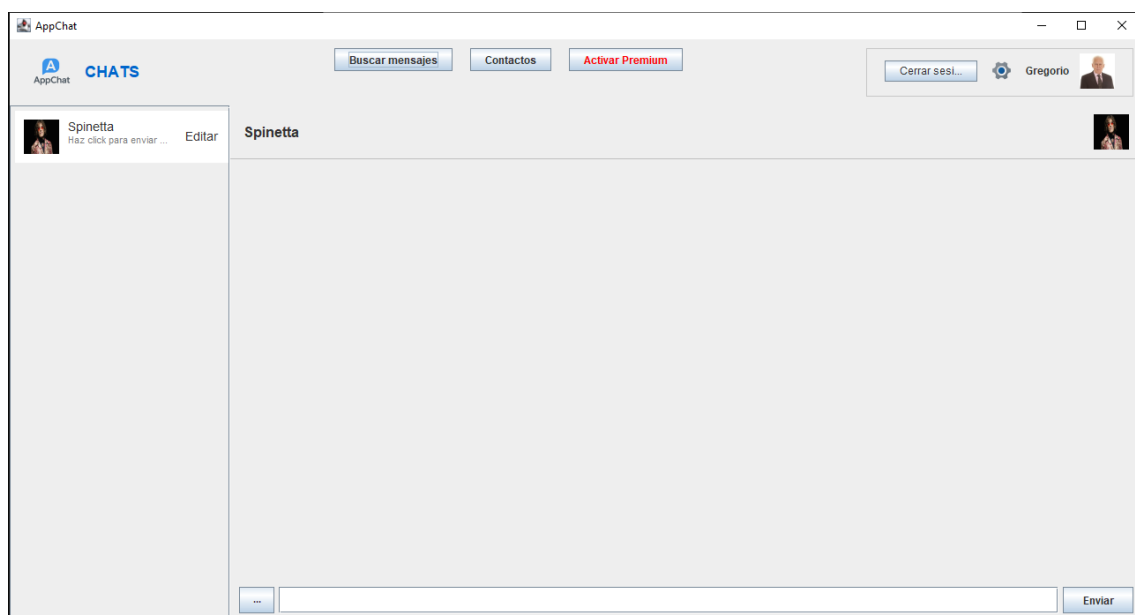 AppChat
AppChat
CHATS
Buscar mensajes
Contactos
Activar Premium
Cerrar sesi...
Gregorio
Spinetta
Haz click para enviar ...
Editar
Spinetta
...
Enviar